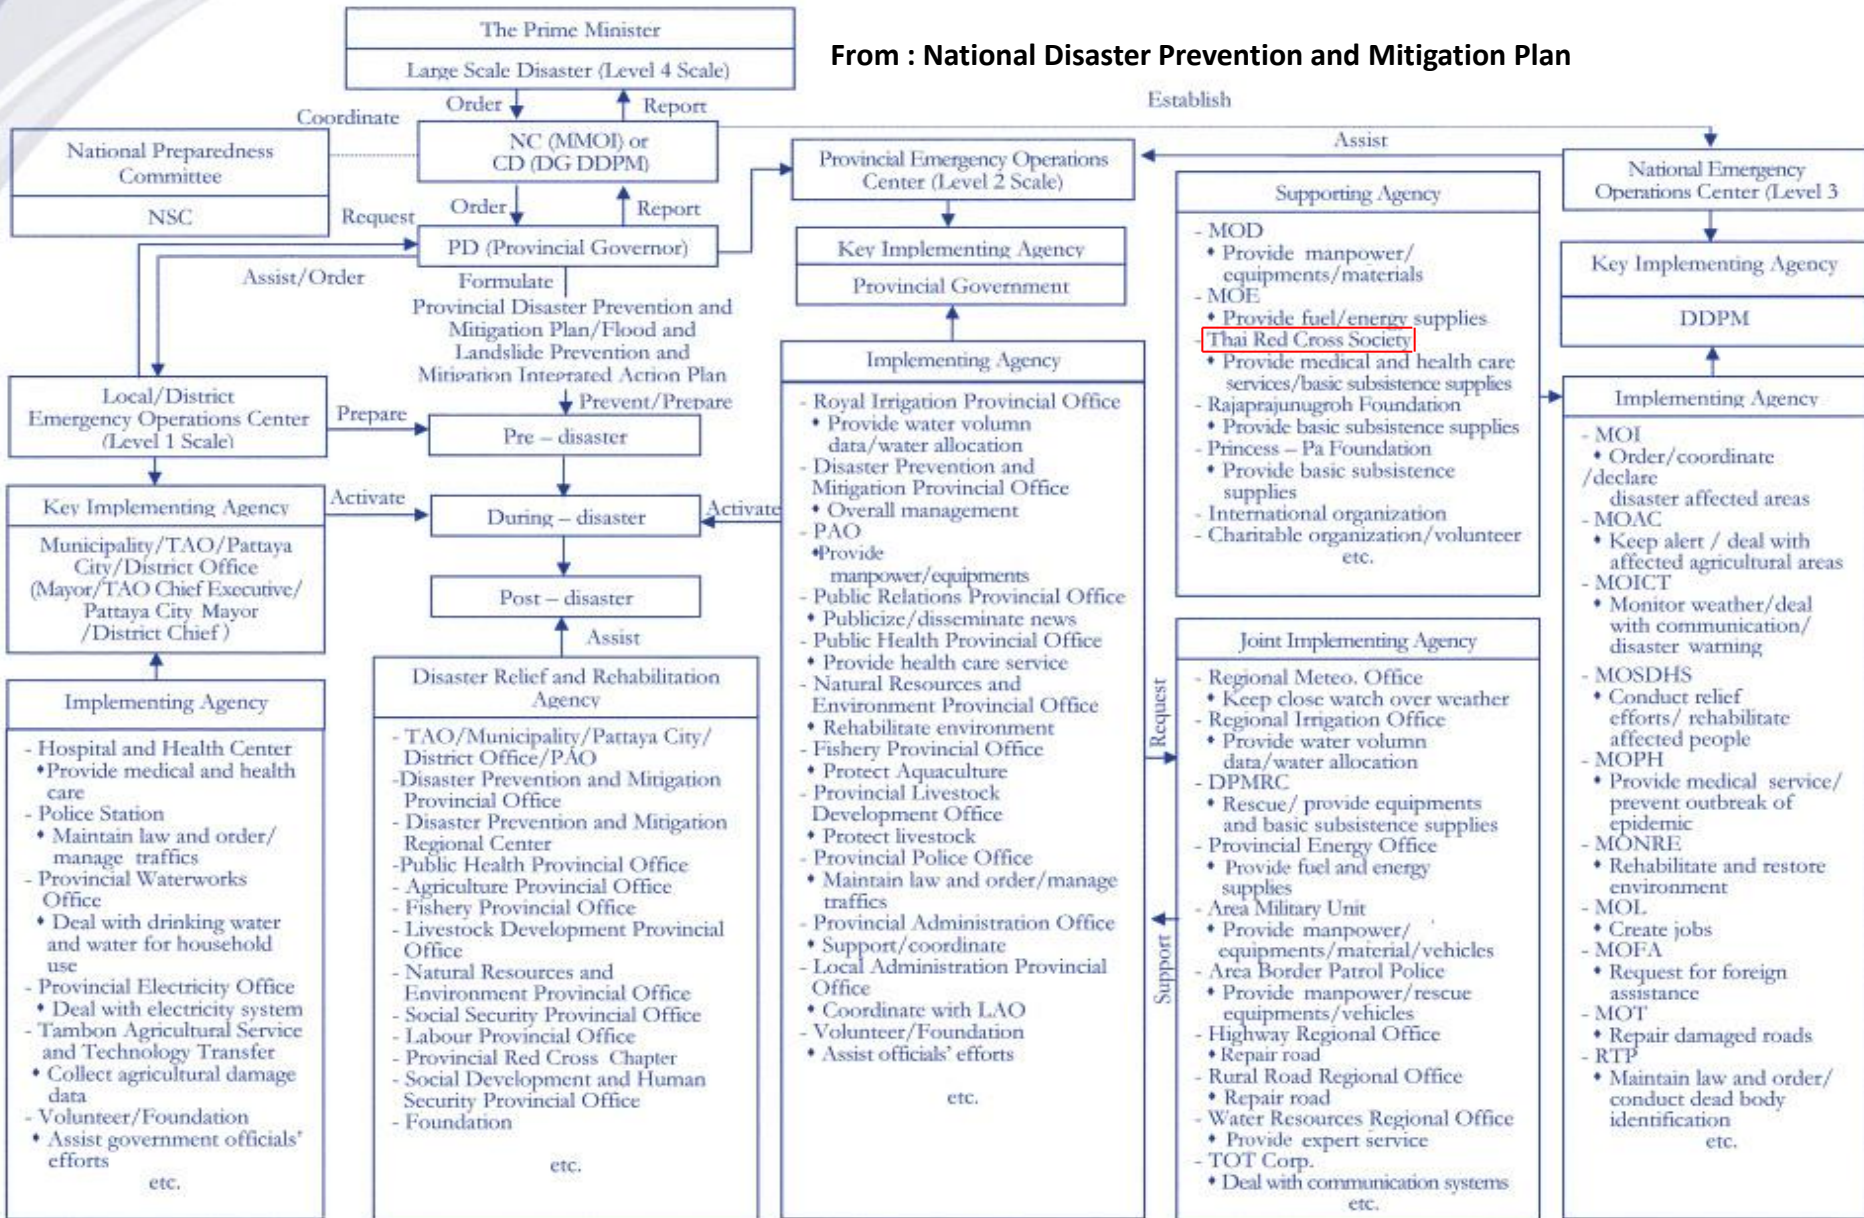 From : National Disaster Prevention and Mitigation Plan
The Prime Minister
Large Scale Disaster (Level 4 Scale)
Order
Report
Coordinate
Establish
National Preparedness
Committee
NSC
NC (MMOI) or
CD (DG DDPM)
Order
Report
Request
PD (Provincial Governor)
Assist/Order
Formulate
Provincial Disaster Prevention and
Mitigation Plan/Flood and
Landslide Prevention and
Mitigation Integrated Action Plan
Prevent/Prepare
Local/District
Emergency Operations Center
(Level 1 Scale)
Prepare
Pre – disaster
Key Implementing Agency
Municipality/TAO/Pattaya
City/District Office
(Mayor/TAO Chief Executive/
Pattaya City Mayor
/District Chief )
Activate
During – disaster
Activate
Post – disaster
Assist
Implementing Agency
- Hospital and Health Center
•Provide medical and health
care
- Police Station
• Maintain law and order/
manage traffics
- Provincial Waterworks
Office
• Deal with drinking water
and water for household
use
- Provincial Electricity Office
• Deal with electricity system
- Tambon Agricultural Service
and Technology Transfer
• Collect agricultural damage
data
- Volunteer/Foundation
• Assist government officials'
efforts
etc.
Disaster Relief and Rehabilitation
Agency
- TAO/Municipality/Pattaya City/
District Office/PAO
-Disaster Prevention and Mitigation
Provincial Office
- Disaster Prevention and Mitigation
Regional Center
-Public Health Provincial Office
- Agriculture Provincial Office
- Fishery Provincial Office
- Livestock Development Provincial
Office
- Natural Resources and
Environment Provincial Office
- Social Security Provincial Office
- Labour Provincial Office
- Provincial Red Cross Chapter
- Social Development and Human
Security Provincial Office
- Foundation
etc.
Provincial Emergency Operations
Center (Level 2 Scale)
Key Implementing Agency
Provincial Government
Implementing Agency
- Royal Irrigation Provincial Office
• Provide water volumn
data/water allocation
- Disaster Prevention and
Mitigation Provincial Office
• Overall management
- PAO
•Provide
manpower/equipments
- Public Relations Provincial Office
• Publicize/disseminate news
- Public Health Provincial Office
• Provide health care service
- Natural Resources and
Environment Provincial Office
• Rehabilitate environment
- Fishery Provincial Office
• Protect Aquaculture
- Provincial Livestock
Development Office
• Protect livestock
- Provincial Police Office
• Maintain law and order/manage
traffics
- Provincial Administration Office
• Support/coordinate
- Local Administration Provincial
Office
• Coordinate with LAO
- Volunteer/Foundation
• Assist officials' efforts
etc.
Request
Support
Assist
Supporting Agency
- MOD
• Provide manpower/
equipments/materials
- MOE
• Provide fuel/energy supplies
- Thai Red Cross Society
• Provide medical and health care
services/basic subsistence supplies
- Rajaprajunugroh Foundation
• Provide basic subsistence supplies
- Princess – Pa Foundation
• Provide basic subsistence
supplies
- International organization
- Charitable organization/volunteer
etc.
Joint Implementing Agency
- Regional Meteo. Office
• Keep close watch over weather
- Regional Irrigation Office
• Provide water volumn
data/water allocation
- DPMRC
• Rescue/ provide equipments
and basic subsistence supplies
- Provincial Energy Office
• Provide fuel and energy
supplies
- Area Military Unit
• Provide manpower/
equipments/material/vehicles
- Area Border Patrol Police
• Provide manpower/rescue
equipments/vehicles
- Highway Regional Office
• Repair road
- Rural Road Regional Office
• Repair road
- Water Resources Regional Office
• Provide expert service
- TOT Corp.
• Deal with communication systems
etc.
National Emergency
Operations Center (Level 3
Key Implementing Agency
DDPM
Implementing Agency
- MOI
• Order/coordinate
/declare
disaster affected areas
- MOAC
• Keep alert / deal with
affected agricultural areas
- MOICT
• Monitor weather/deal
with communication/
disaster warning
- MOSDHS
• Conduct relief
efforts/ rehabilitate
affected people
- MOPH
• Provide medical service/
prevent outbreak of
epidemic
- MONRE
• Rehabilitate and restore
environment
- MOL
• Create jobs
- MOFA
• Request for foreign
assistance
- MOT
• Repair damaged roads
- RTP
• Maintain law and order/
conduct dead body
identification
etc.